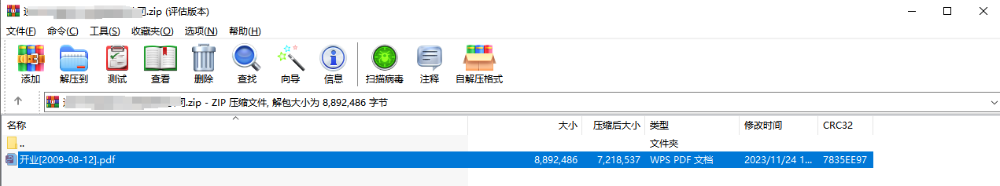 .zip (评估版本)
文件(F) 命令(C) 工具(S) 收藏夹(O) 选项(N) 帮助(H)
添加 解压到 测试 查看 删除 查找 向导 信息 扫描病毒 注释 自解压格式
.zip - ZIP 压缩文件, 解包大小为 8,892,486 字节
名称 大小 压缩后大小 类型 修改时间 CRC32
.. 文件夹
开业[2009-08-12].pdf 8,892,486 7,218,537 WPS PDF 文档 2023/11/24 1... 7835EE97